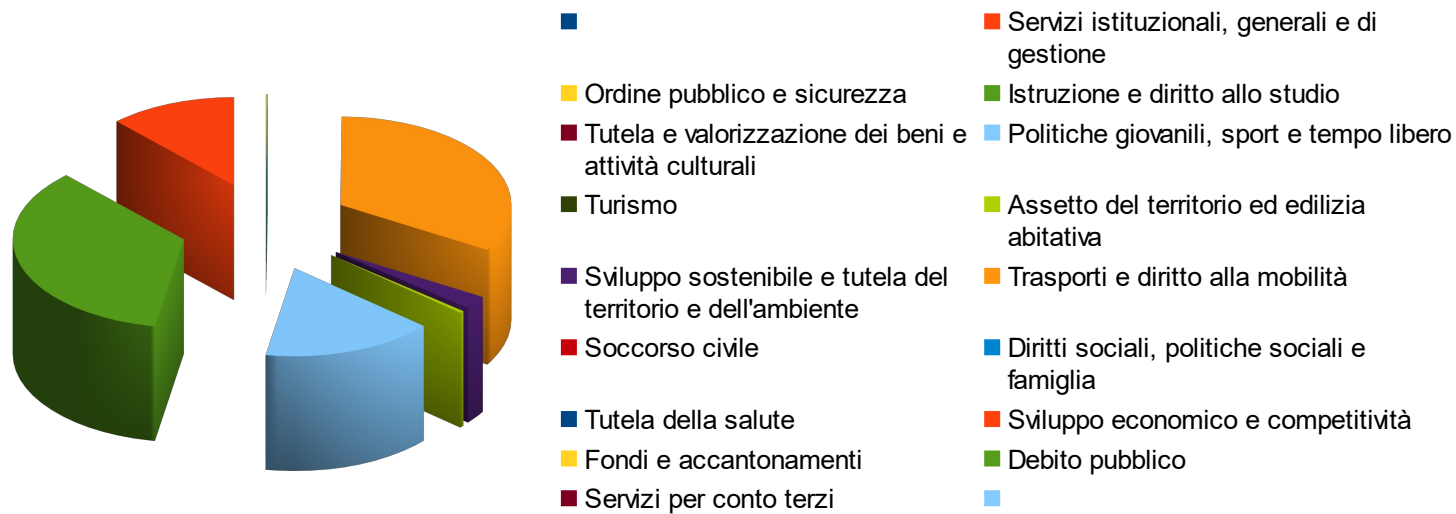 Servizi istituzionali, generali e di
gestione
Ordine pubblico e sicurezza
Istruzione e diritto allo studio
Tutela e valorizzazione dei beni e
attività culturali
Politiche giovanili, sport e tempo libero
Turismo
Assetto del territorio ed edilizia
abitativa
Sviluppo sostenibile e tutela del
territorio e dell'ambiente
Trasporti e diritto alla mobilità
Soccorso civile
Diritti sociali, politiche sociali e
famiglia
Tutela della salute
Sviluppo economico e competitività
Fondi e accantonamenti
Debito pubblico
Servizi per conto terzi